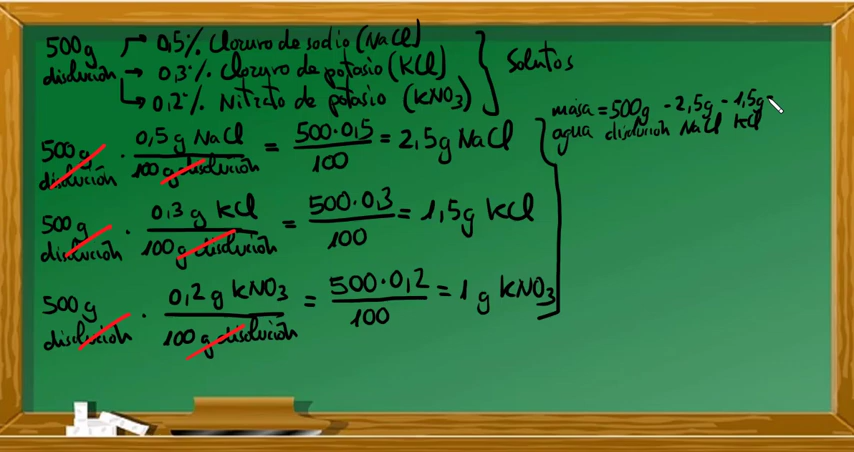 500g → 0,5% Cloruro de sodio (NaCl)
disolución → 0,3% Cloruro de potasio (KCl) Solutos
→ 0,2% Nitrato de potasio (KNO₃)
masa = 500g - 2,5g - 1,5g -
agua disolución NaCl KCl
500 g disolución · 0,5 g NaCl / 100 g disolución = 500·0,5 / 100 = 2,5g NaCl
500 g disolución · 0,3 g KCl / 100 g disolución = 500·0,3 / 100 = 1,5g KCl
500 g disolución · 0,2 g KNO₃ / 100 g disolución = 500·0,2 / 100 = 1 g KNO₃